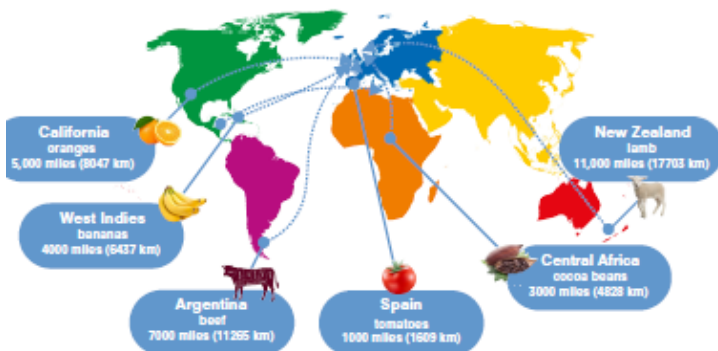 California
oranges
5,000 miles (8047 km)
New Zealand
lamb
11,000 miles (17703 km)
West Indies
bananas
4000 miles (6437 km)
Central Africa
cocoa beans
3000 miles (4828 km)
Argentina
beef
7000 miles (11265 km)
Spain
tomatoes
1000 miles (1609 km)